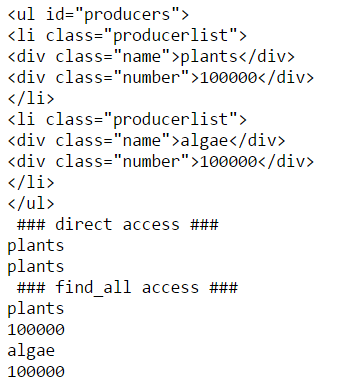 <ul id="producers">
<li class="producerlist">
<div class="name">plants</div>
<div class="number">100000</div>
</li>
<li class="producerlist">
<div class="name">algae</div>
<div class="number">100000</div>
</li>
</ul>
 ### direct access ###
plants
plants
 ### find_all access ###
plants
100000
algae
100000